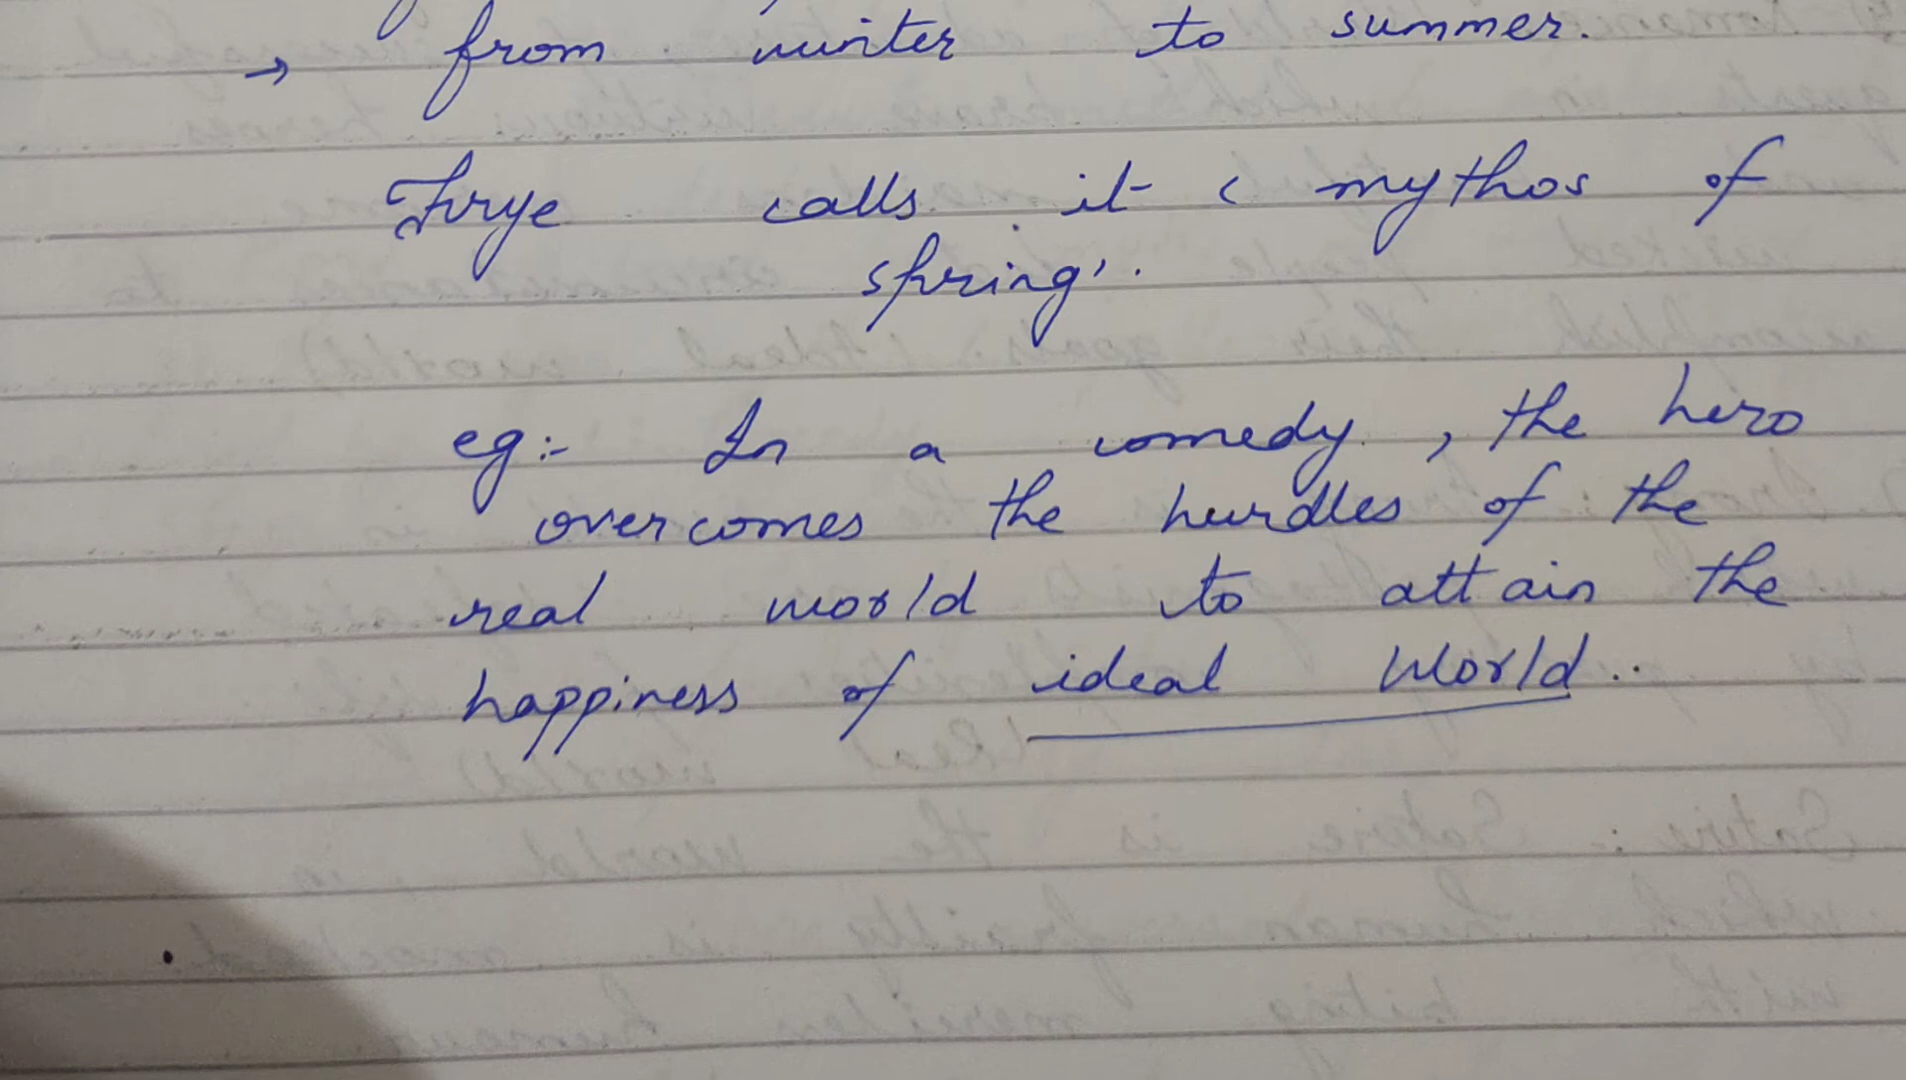 → from winter to summer.
Frye calls it ‘mythos of
spring’.
eg:- In a comedy, the hero
overcomes the hurdles of the
real world to attain the
happiness of ideal World..